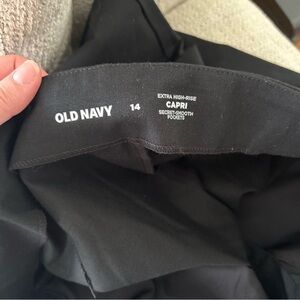 OLD NAVY
14
EXTRA HIGH-RISE
CAPRI
SECRET-SMOOTH
POCKETS